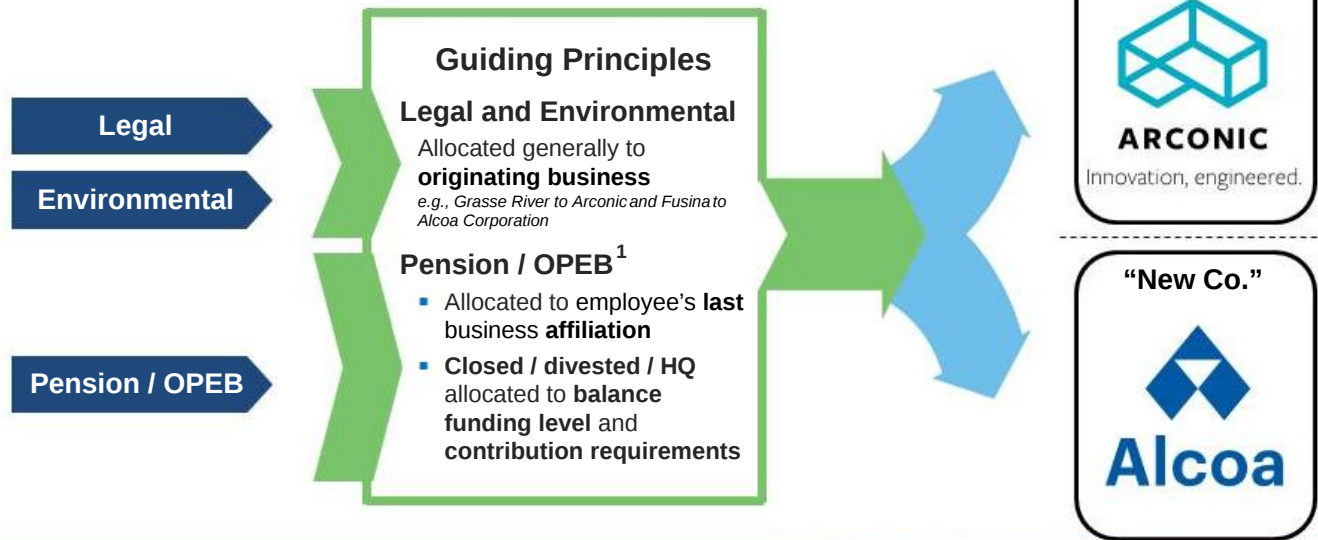 Legal
Environmental
Pension / OPEB
Guiding Principles
Legal and Environmental
Allocated generally to
originating business
e.g., Grasse River to Arconic and Fusina to
Alcoa Corporation
Pension / OPEB1
Allocated to employee’s last
business affiliation
Closed / divested / HQ
allocated to balance
funding level and
contribution requirements
ARCONIC
Innovation, engineered.
“New Co.”
Alcoa